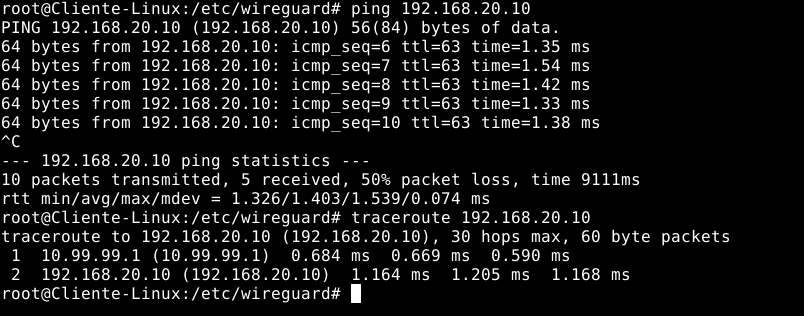 root@Cliente-Linux:/etc/wireguard# ping 192.168.20.10
PING 192.168.20.10 (192.168.20.10) 56(84) bytes of data.
64 bytes from 192.168.20.10: icmp_seq=6 ttl=63 time=1.35 ms
64 bytes from 192.168.20.10: icmp_seq=7 ttl=63 time=1.54 ms
64 bytes from 192.168.20.10: icmp_seq=8 ttl=63 time=1.42 ms
64 bytes from 192.168.20.10: icmp_seq=9 ttl=63 time=1.33 ms
64 bytes from 192.168.20.10: icmp_seq=10 ttl=63 time=1.38 ms
^C
--- 192.168.20.10 ping statistics ---
10 packets transmitted, 5 received, 50% packet loss, time 9111ms
rtt min/avg/max/mdev = 1.326/1.403/1.539/0.074 ms
root@Cliente-Linux:/etc/wireguard# traceroute 192.168.20.10
traceroute to 192.168.20.10 (192.168.20.10), 30 hops max, 60 byte packets
 1  10.99.99.1 (10.99.99.1)  0.684 ms  0.669 ms  0.590 ms
 2  192.168.20.10 (192.168.20.10)  1.164 ms  1.205 ms  1.168 ms
root@Cliente-Linux:/etc/wireguard#